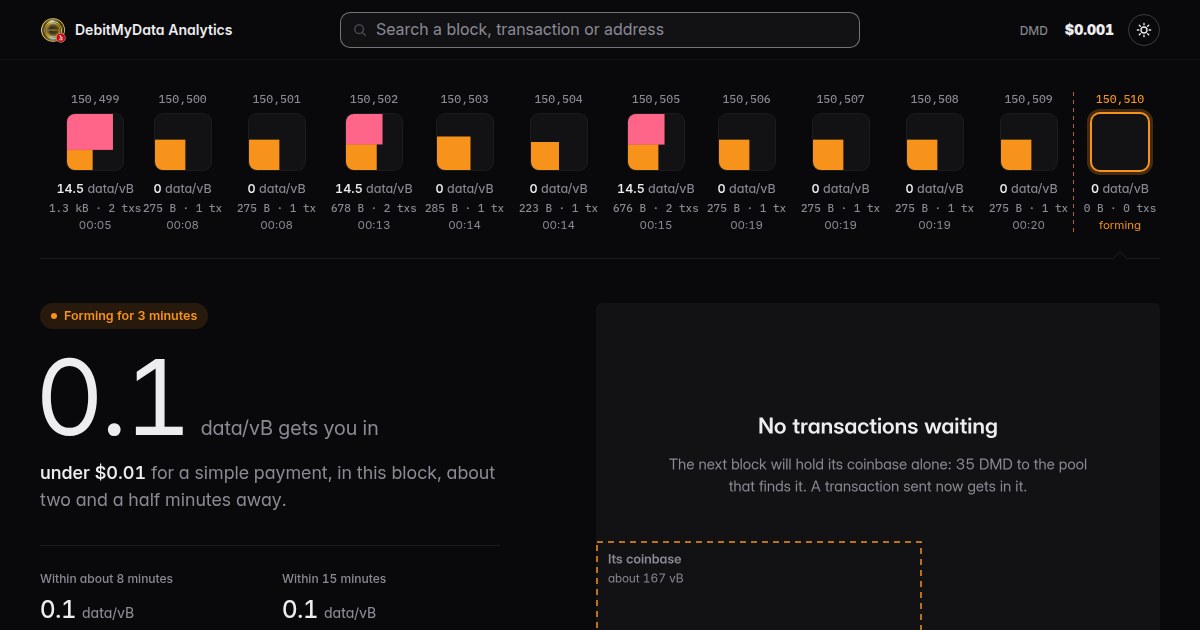 DebitMyData Analytics
Search a block, transaction or address
DMD $0.001
150,499 150,500 150,501 150,502 150,503 150,504 150,505 150,506 150,507 150,508 150,509 150,510
14.5 data/vB 0 data/vB 0 data/vB 14.5 data/vB 0 data/vB 0 data/vB 14.5 data/vB 0 data/vB 0 data/vB 0 data/vB 0 data/vB 0 data/vB
1.3 kB · 2 txs 275 B · 1 tx 275 B · 1 tx 678 B · 2 txs 285 B · 1 tx 223 B · 1 tx 676 B · 2 txs 275 B · 1 tx 275 B · 1 tx 275 B · 1 tx 275 B · 1 tx 0 B · 0 txs
00:05 00:08 00:08 00:13 00:14 00:14 00:15 00:19 00:19 00:19 00:20 forming
Forming for 3 minutes
0.1 data/vB gets you in
under $0.01 for a simple payment, in this block, about
two and a half minutes away.
Within about 8 minutes
0.1 data/vB
Within 15 minutes
0.1 data/vB
No transactions waiting
The next block will hold its coinbase alone: 35 DMD to the pool
that finds it. A transaction sent now gets in it.
Its coinbase
about 167 vB